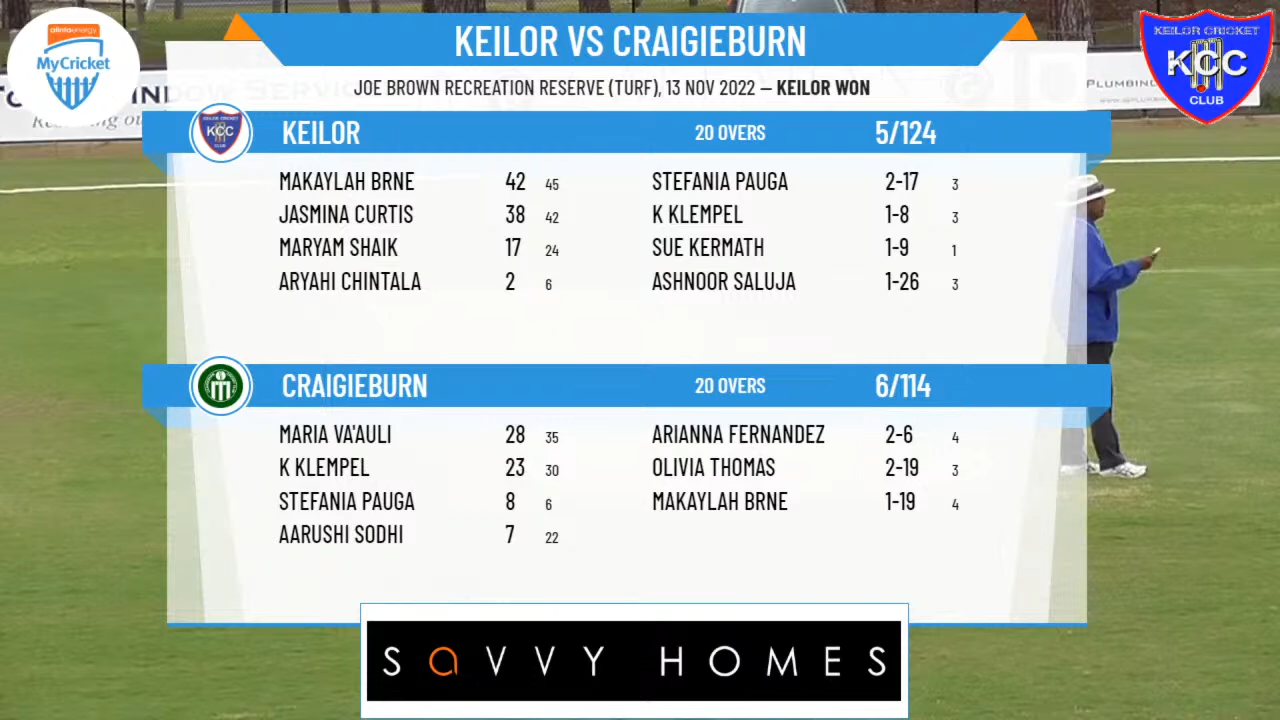 KEILOR VS CRAIGIEBURN
JOE BROWN RECREATION RESERVE (TURF), 13 NOV 2022 – KEILOR WON
alintaenergy
MyCricket
KEILOR CRICKET
KCC
CLUB
PLUMBIN
KEILOR 20 OVERS 5/124
MAKAYLAH BRNE 42 45 STEFANIA PAUGA 2-17 3
JASMINA CURTIS 38 42 K KLEMPEL 1-8 3
MARYAM SHAIK 17 24 SUE KERMATH 1-9 1
ARYAHI CHINTALA 2 6 ASHNOOR SALUJA 1-26 3
CRAIGIEBURN 20 OVERS 6/114
MARIA VA'AULI 28 35 ARIANNA FERNANDEZ 2-6 4
K KLEMPEL 23 30 OLIVIA THOMAS 2-19 3
STEFANIA PAUGA 8 6 MAKAYLAH BRNE 1-19 4
AARUSHI SODHI 7 22
SaVVY HOMES